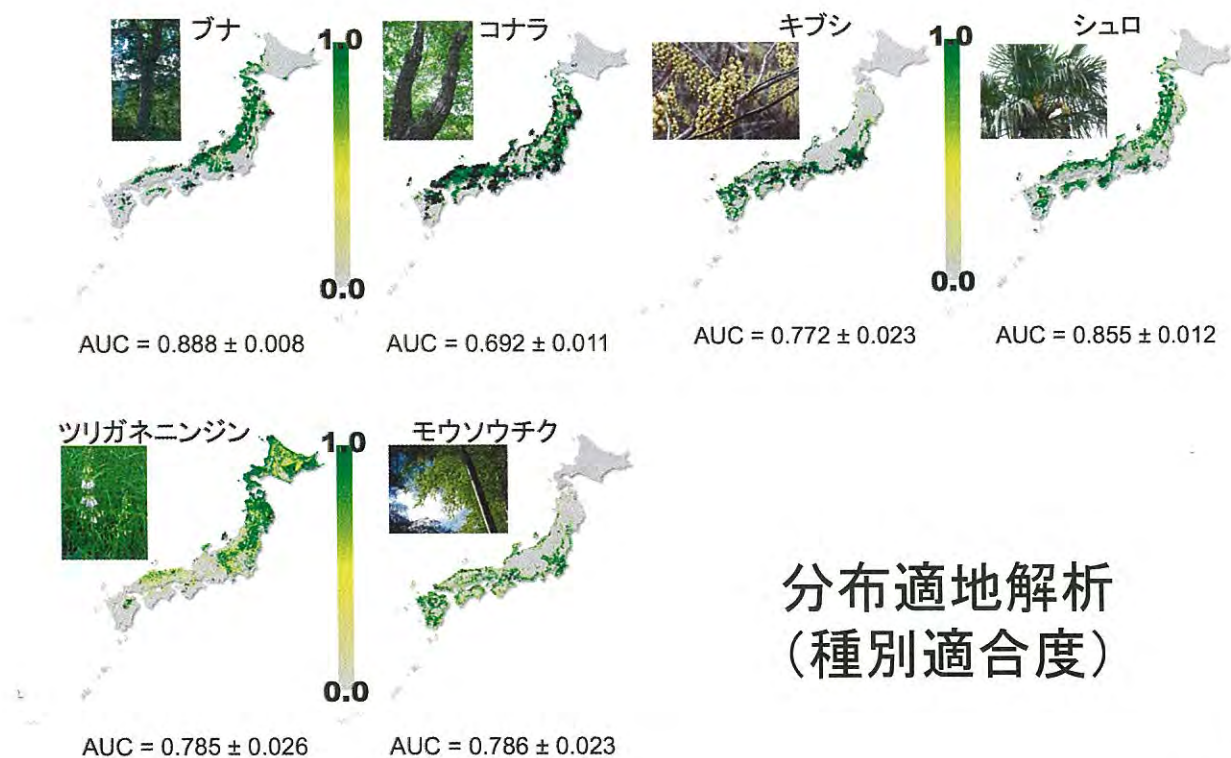 ブナ
コナラ
キブシ
シュロ
1.0
1.0
0.0
0.0
AUC = 0.888 ± 0.008
AUC = 0.692 ± 0.011
AUC = 0.772 ± 0.023
AUC = 0.855 ± 0.012
ツリガネニンジン
モウソウチク
1.0
0.0
AUC = 0.785 ± 0.026
AUC = 0.786 ± 0.023
分布適地解析
（種別適合度）